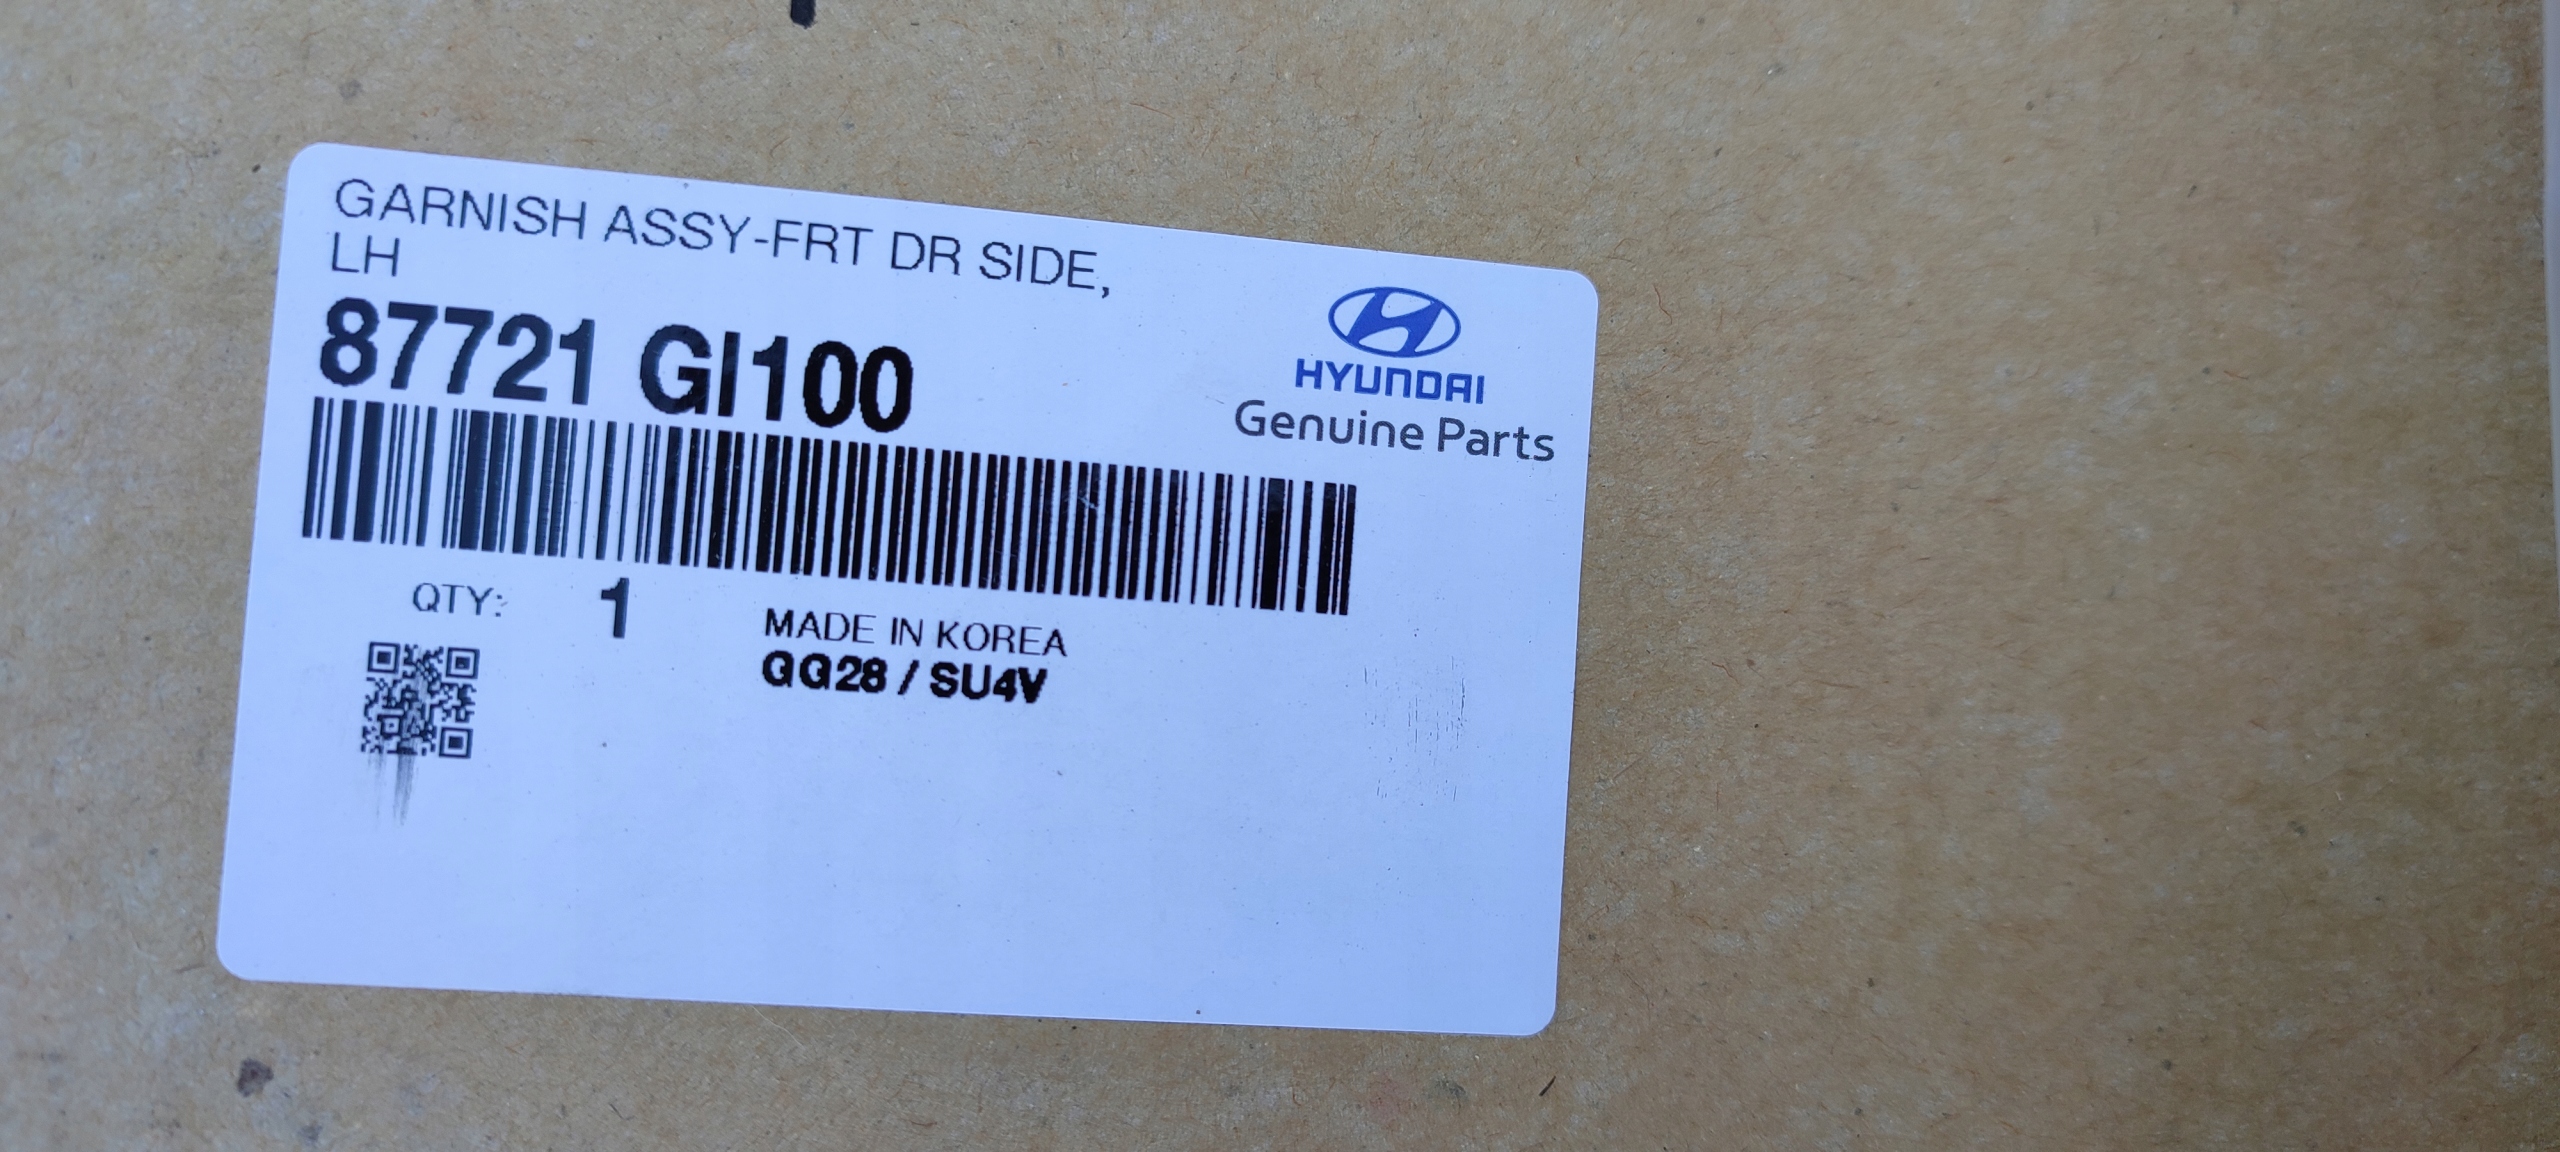 GARNISH ASSY-FRT DR SIDE,
LH
87721 GI100
HYUNDAI
Genuine Parts
QTY: 1
MADE IN KOREA
GG28 / SU4V